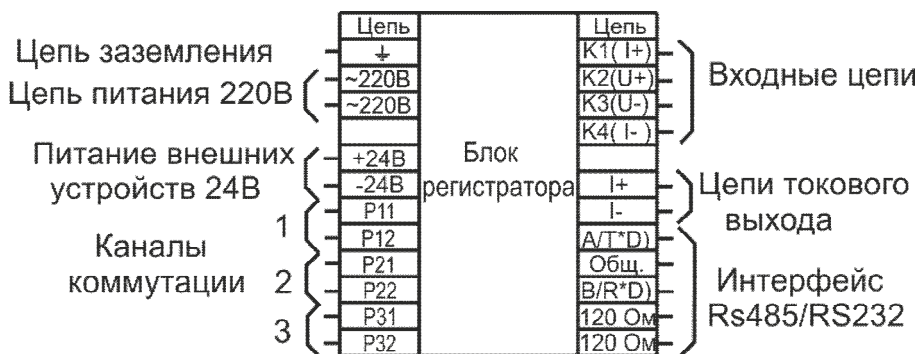 Цепь
Цепь
Цепь заземления
K1( I+)
Цепь питания 220В
~220В
~220В
K2(U+)
K3(U-)
K4( I- )
Входные цепи
Питание внешних
устройств 24В
+24В
-24В
Блок
регистратора
I+
I-
Цепи токового
выхода
Каналы
коммутации
1
P11
P12
2
P21
P22
3
P31
P32
A/T*D)
Общ.
B/R*D)
120 Ом
120 Ом
Интерфейс
Rs485/RS232